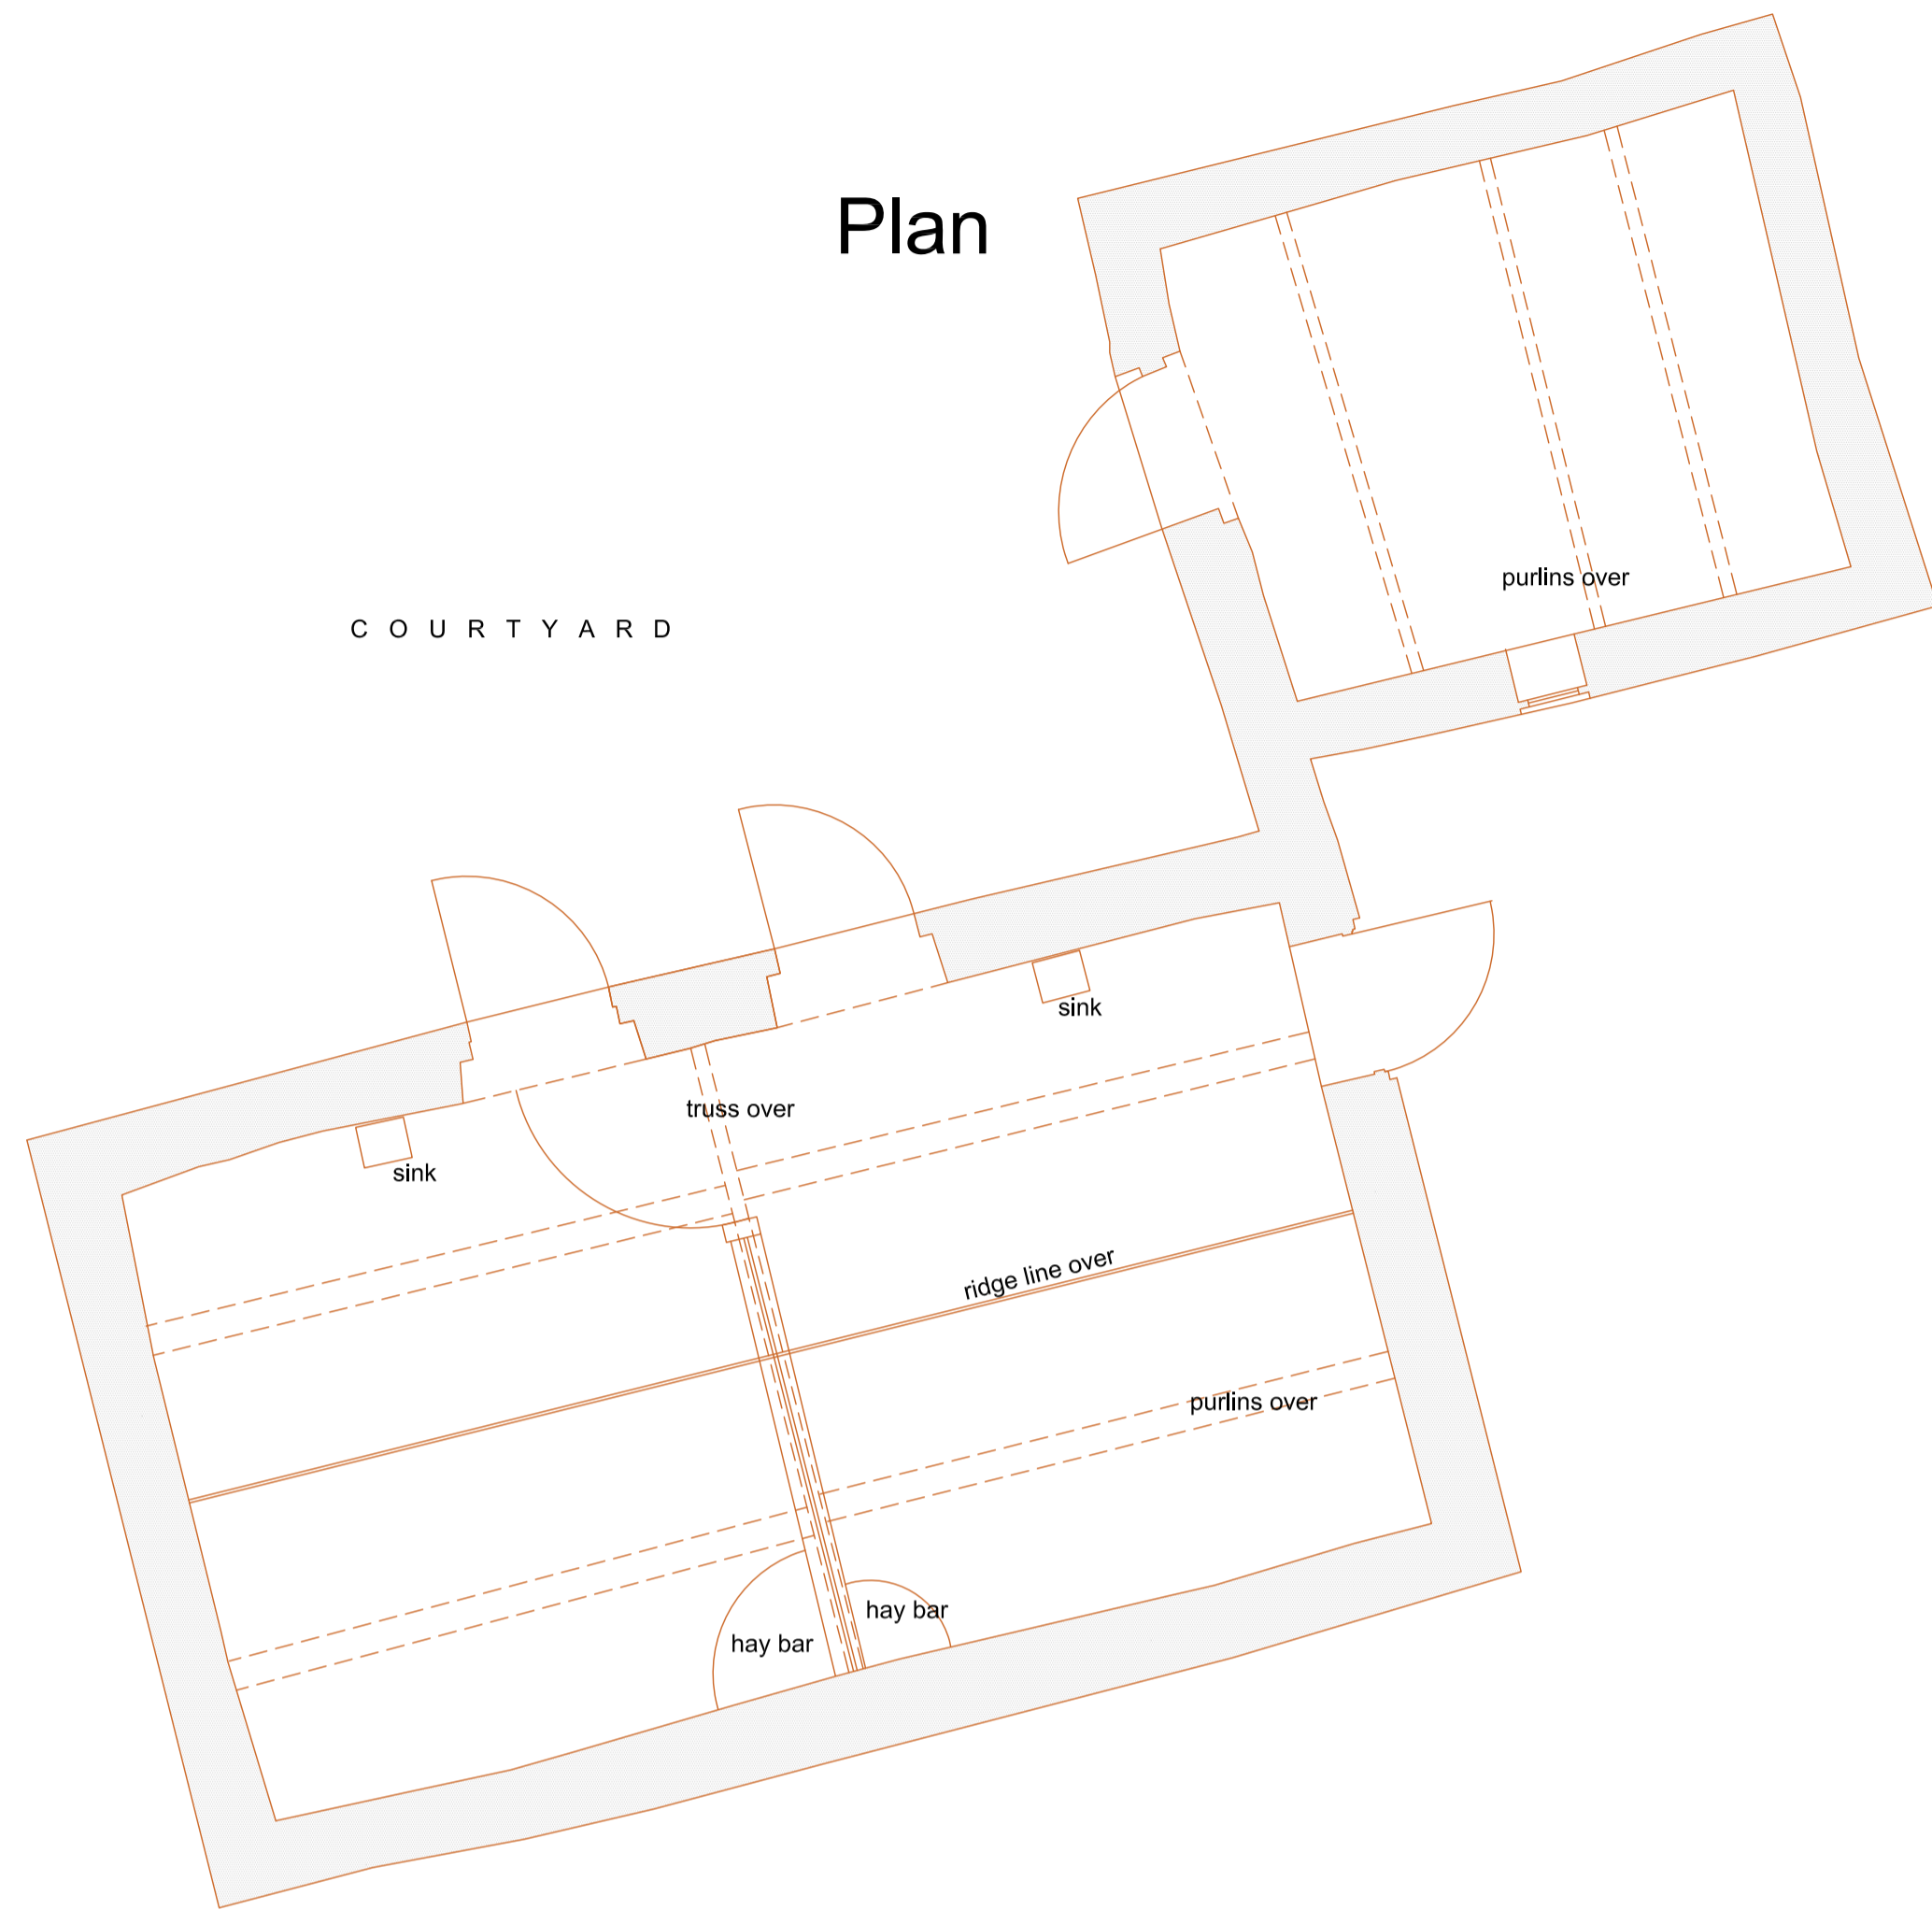 Plan
purlins over
C O U R T Y A R D
sink
truss over
sink
ridge line over
purlins over
hay bar
hay bar